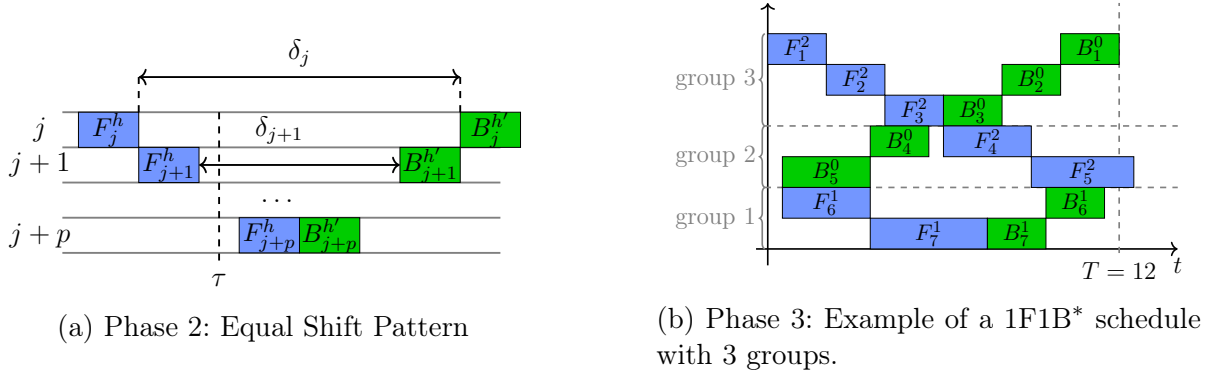 δ_j
j F_j^h B_j^{h'}
δ_{j+1}
j + 1 F_{j+1}^h B_{j+1}^{h'}
...
j + p F_{j+p}^h B_{j+p}^{h'}
τ
(a) Phase 2: Equal Shift Pattern
F_1^2 B_1^0
group 3 F_2^2 B_2^0
F_3^2 B_3^0
B_4^0 F_4^2
group 2
B_5^0 F_5^2
F_6^1 B_6^1
group 1
F_7^1 B_7^1
T = 12 t
(b) Phase 3: Example of a 1F1B* schedule
with 3 groups.